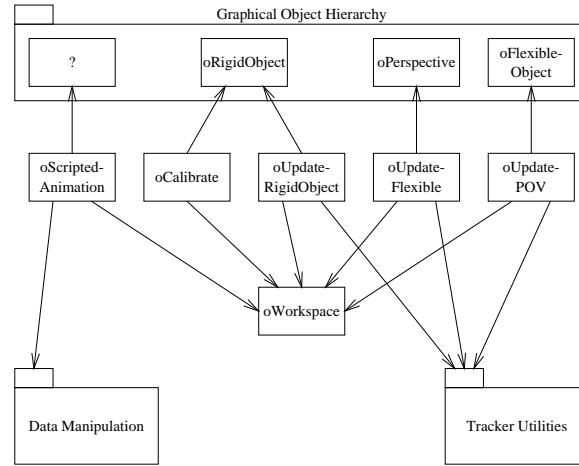 Graphical Object Hierarchy
?
oRigidObject
oPerspective
oFlexible-
Object
oScripted-
Animation
oCalibrate
oUpdate-
RigidObject
oUpdate-
Flexible
oUpdate-
POV
oWorkspace
Data Manipulation
Tracker Utilities